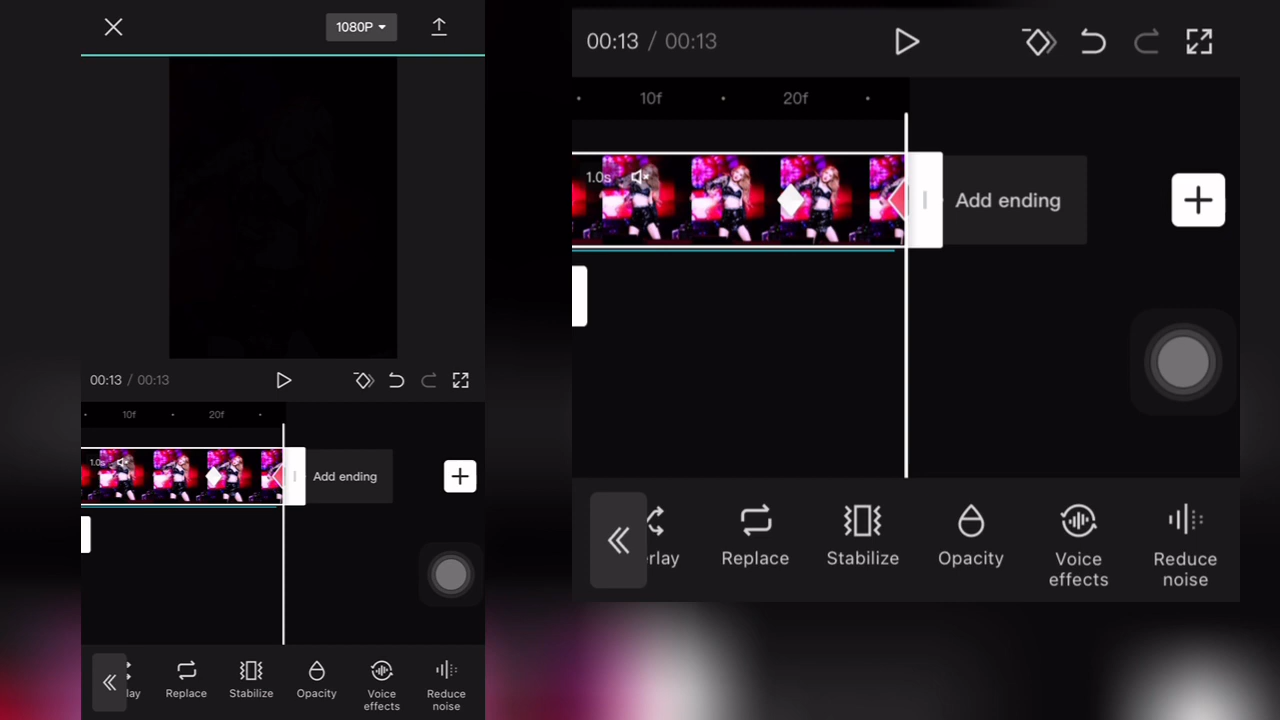 1080P
00:13 / 00:13
10f
20f
1.0s
Add ending
lay
Replace
Stabilize
Opacity
Voice
effects
Reduce
noise
00:13 / 00:13
10f
20f
1.0s
Add ending
rlay
Replace
Stabilize
Opacity
Voice
effects
Reduce
noise